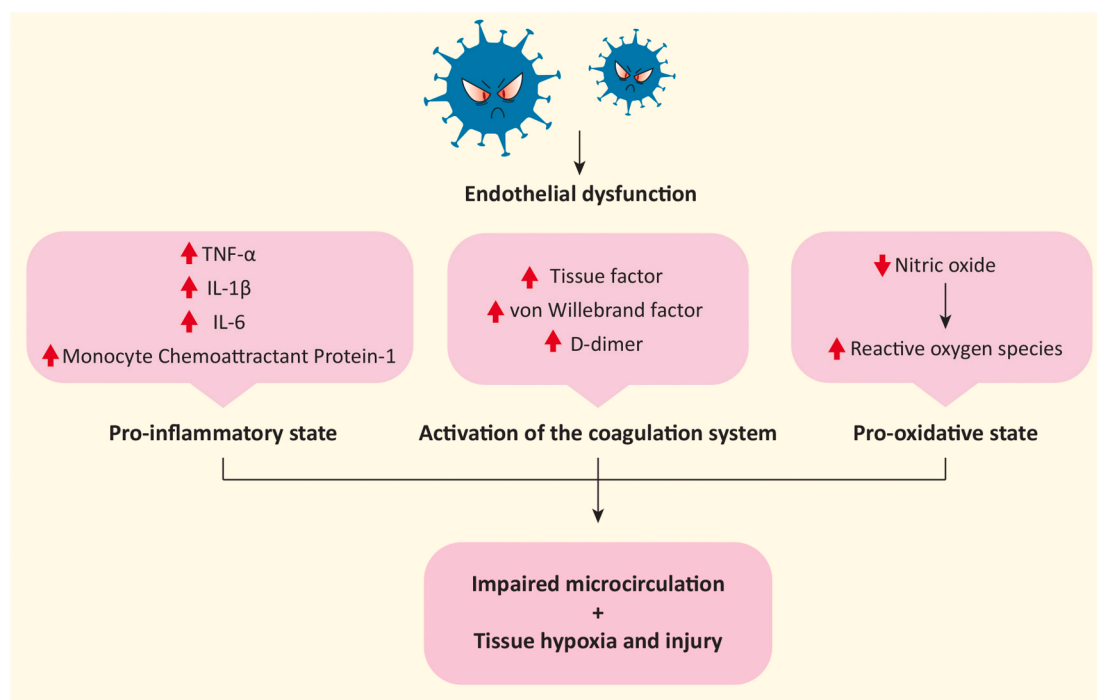 Endothelial dysfunction
TNF-α
IL-1β
IL-6
Monocyte Chemoattractant Protein-1
Tissue factor
von Willebrand factor
D-dimer
Nitric oxide
Reactive oxygen species
Pro-inflammatory state
Activation of the coagulation system
Pro-oxidative state
Impaired microcirculation
+
Tissue hypoxia and injury